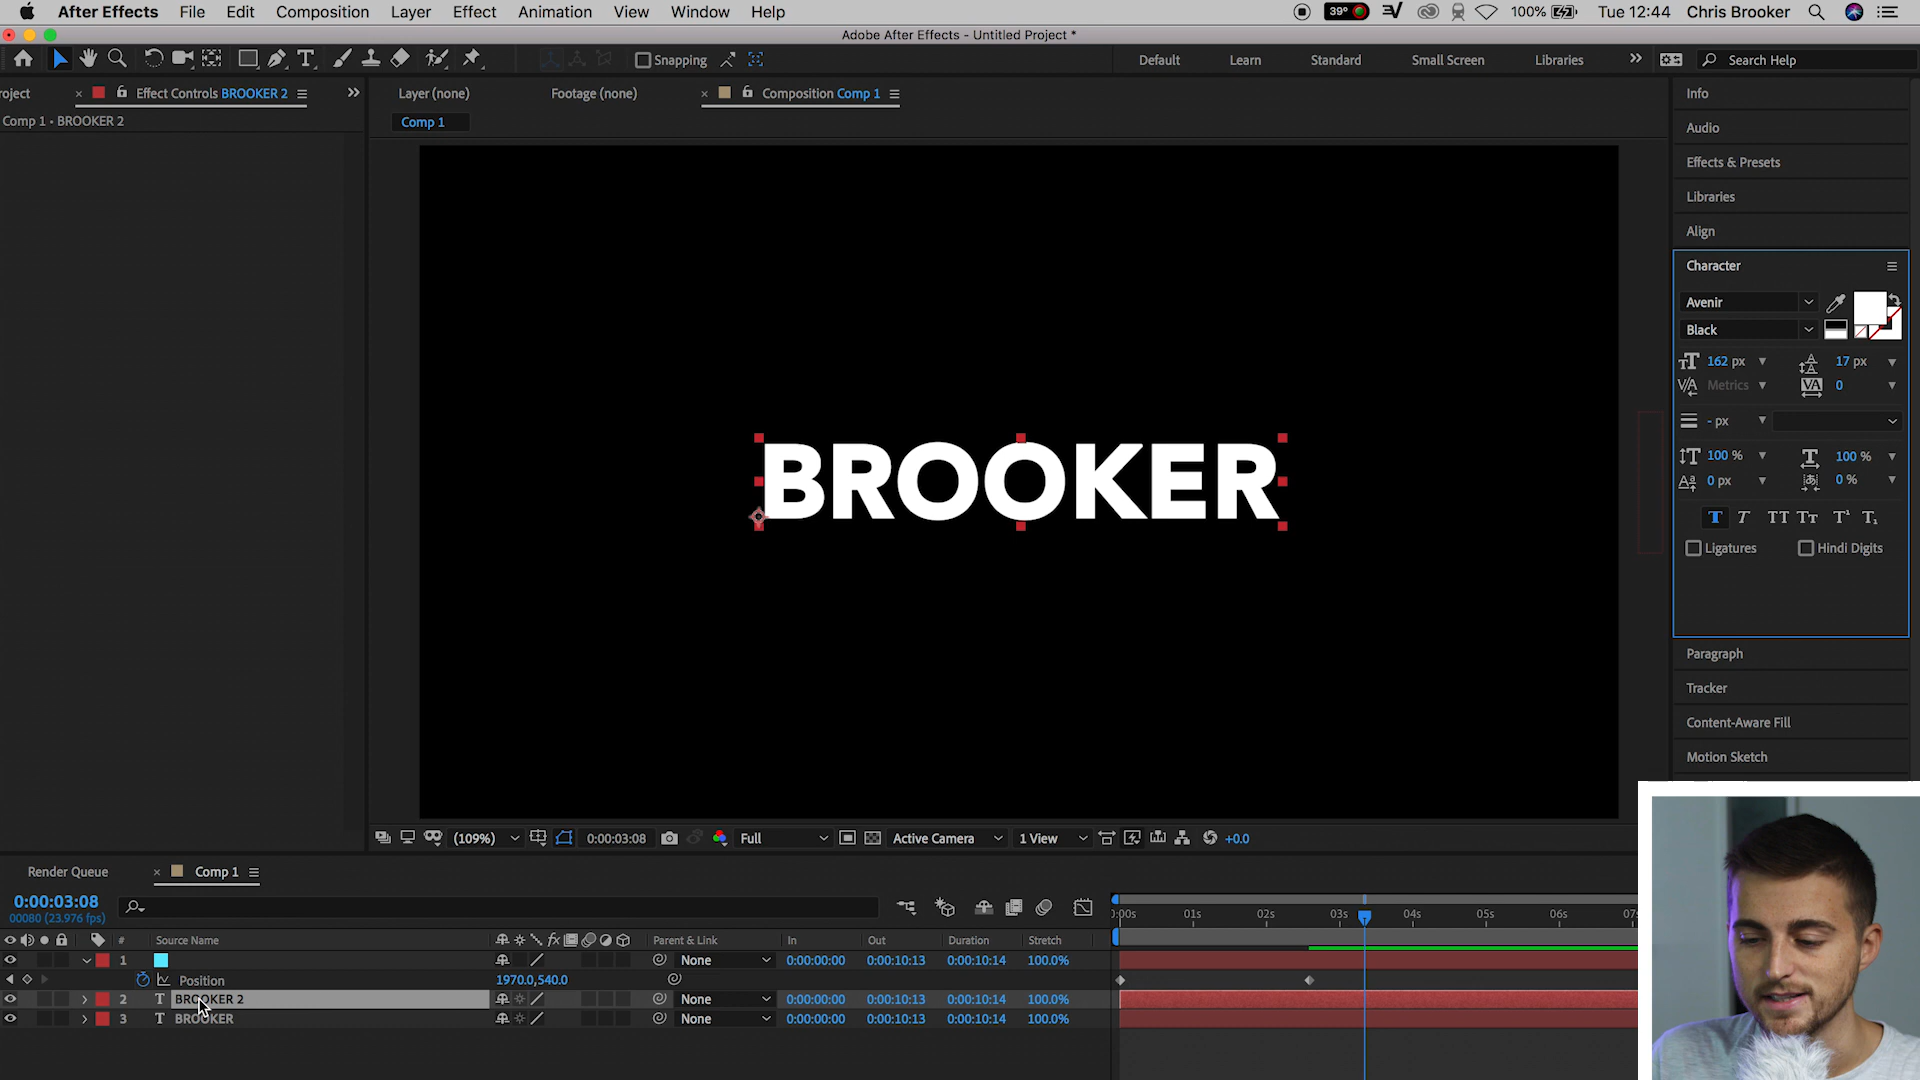 After Effects File Edit Composition Layer Effect Animation View Window Help 39° 100% Tue 12:44 Chris Brooker
Adobe After Effects - Untitled Project *
Snapping Default Learn Standard Small Screen Libraries Search Help
roject Effect Controls BROOKER 2 Layer (none) Footage (none) Composition Comp 1 Info
Comp 1 • BROOKER 2 Comp 1
Audio
Effects & Presets
Libraries
Align
Character
Avenir
Black
162 px 17 px
Metrics 0
- px
100 % 100 %
0 px 0 %
Ligatures Hindi Digits
BROOKER
Paragraph
Tracker
Content-Aware Fill
Motion Sketch
(109%) 0:00:03:08 Full Active Camera 1 View +0.0
Render Queue Comp 1
0:00:03:08
00080 (23.976 fps)
0:00s 01s 02s 03s 04s 05s 06s 07s
# Source Name Parent & Link In Out Duration Stretch
1 None 0:00:00:00 0:00:10:13 0:00:10:14 100.0%
Position 1970.0,540.0
2 T BROOKER 2 None 0:00:00:00 0:00:10:13 0:00:10:14 100.0%
3 T BROOKER None 0:00:00:00 0:00:10:13 0:00:10:14 100.0%